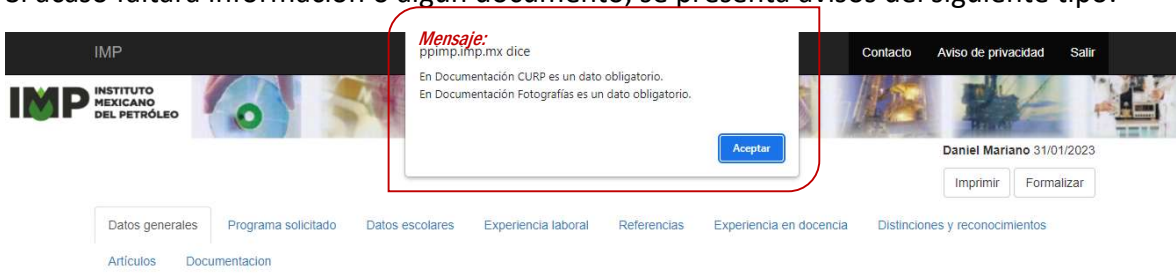 si acaso faltara información o algún documento, se presenta avisos del siguiente tipo:
Mensaje:
IMP
ppimp.imp.mx dice
Contacto Aviso de privacidad Salir
En Documentación CURP es un dato obligatorio.
En Documentación Fotografías es un dato obligatorio.
IMP INSTITUTO
MEXICANO
DEL PETRÓLEO
Aceptar
Daniel Mariano 31/01/2023
Imprimir Formalizar
Datos generales Programa solicitado Datos escolares Experiencia laboral Referencias Experiencia en docencia Distinciones y reconocimientos
Artículos Documentacion